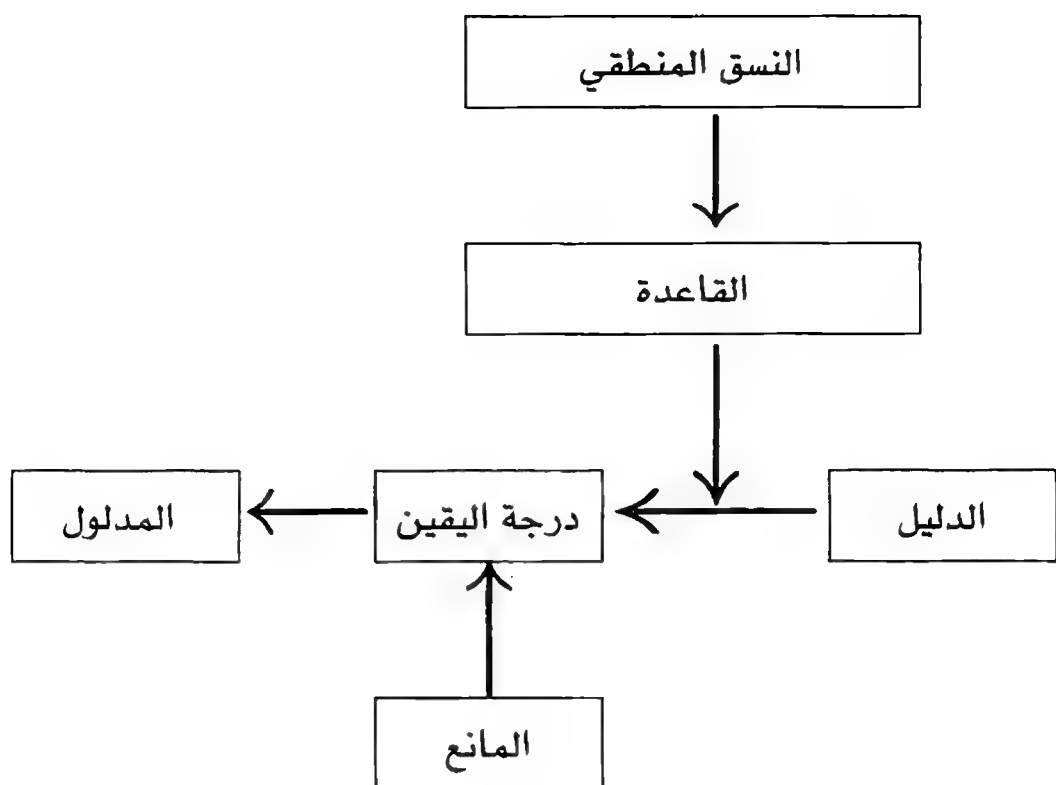 النسق المنطقي
القاعدة
الدليل
درجة اليقين
المدلول
المانع